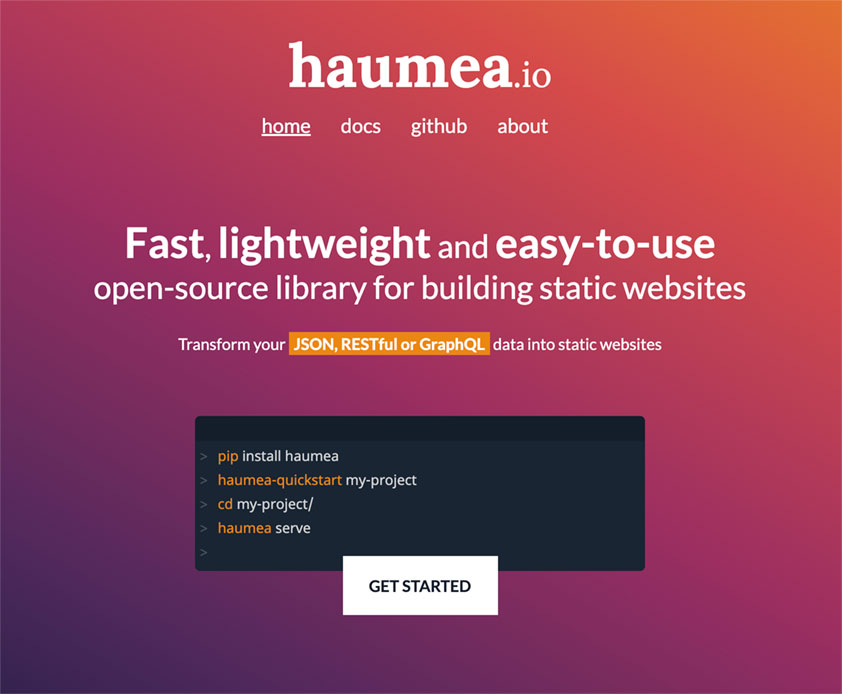 haumea.io
home docs github about
Fast, lightweight and easy-to-use
open-source library for building static websites
Transform your JSON, RESTful or GraphQL data into static websites
> pip install haumea
> haumea-quickstart my-project
> cd my-project/
> haumea serve
>
GET STARTED